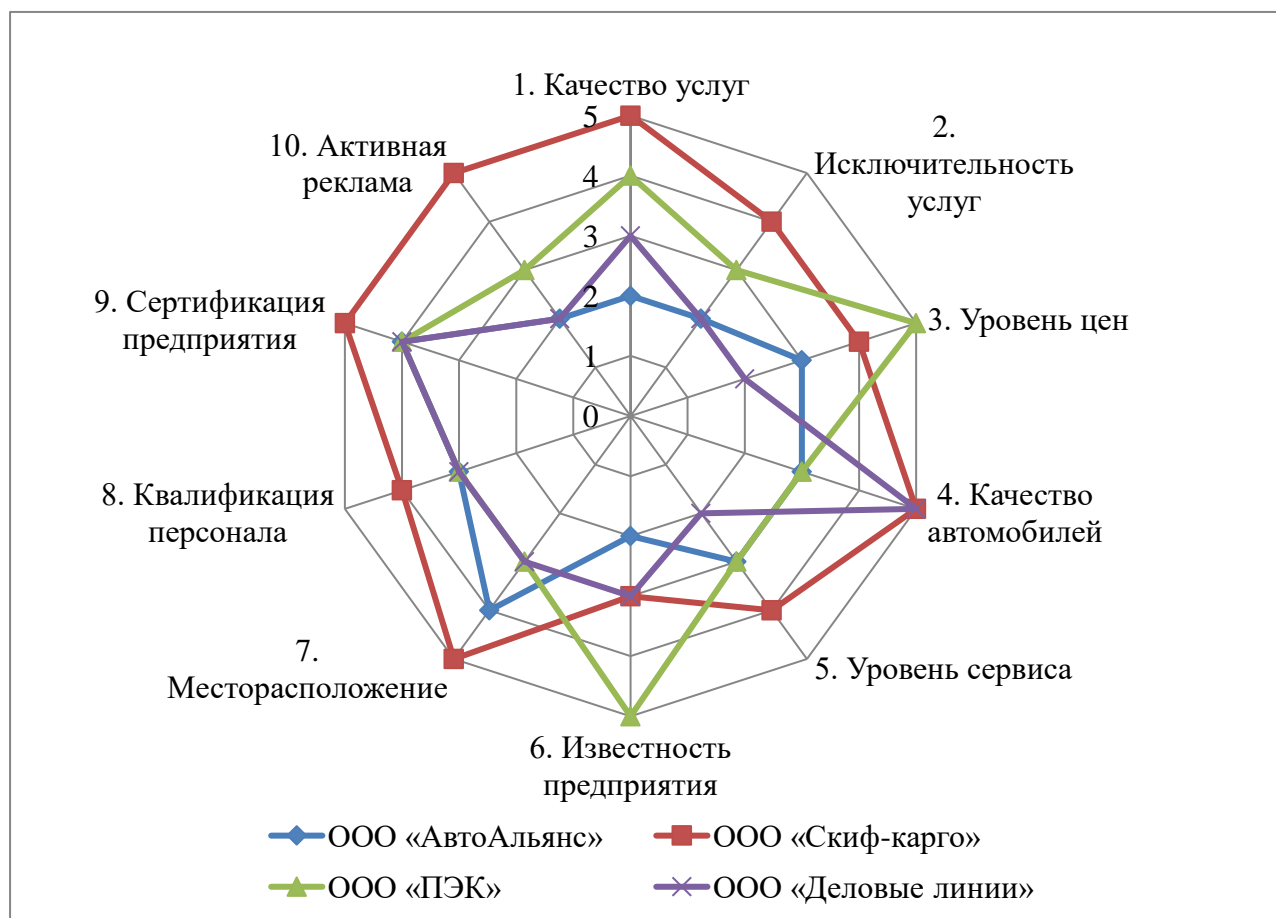 1. Качество услуг
2.
Исключительность
услуг
3. Уровень цен
4. Качество
автомобилей
5. Уровень сервиса
6. Известность
предприятия
7.
Месторасположение
8. Квалификация
персонала
9. Сертификация
предприятия
10. Активная
реклама
5
4
3
2
1
0
ООО «АвтоАльянс»
ООО «Скиф-карго»
ООО «ПЭК»
ООО «Деловые линии»